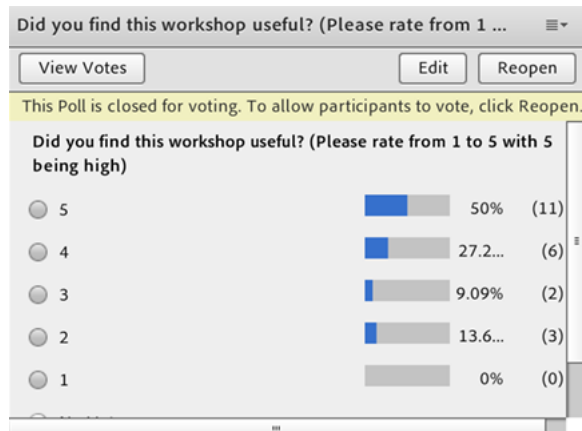 Did you find this workshop useful? (Please rate from 1 ...
View Votes Edit Reopen
This Poll is closed for voting. To allow participants to vote, click Reopen.
Did you find this workshop useful? (Please rate from 1 to 5 with 5
being high)
5 50% (11)
4 27.2... (6)
3 9.09% (2)
2 13.6... (3)
1 0% (0)